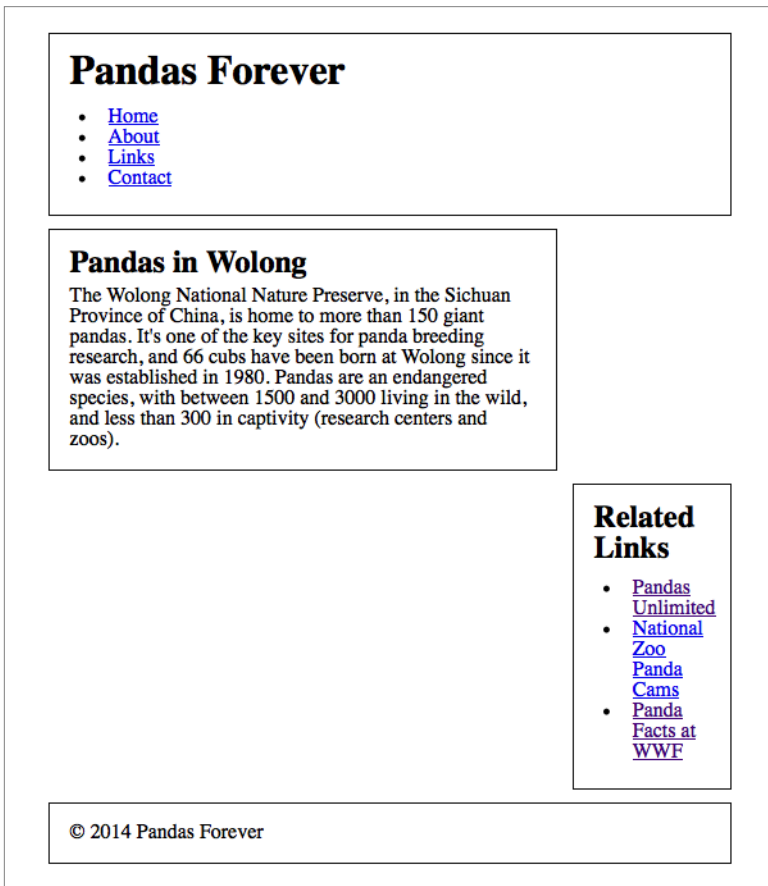 Pandas Forever
Home
About
Links
Contact
Pandas in Wolong
The Wolong National Nature Preserve, in the Sichuan
Province of China, is home to more than 150 giant
pandas. It's one of the key sites for panda breeding
research, and 66 cubs have been born at Wolong since it
was established in 1980. Pandas are an endangered
species, with between 1500 and 3000 living in the wild,
and less than 300 in captivity (research centers and
zoos).
Related
Links
Pandas
Unlimited
National
Zoo
Panda
Cams
Panda
Facts at
WWF
© 2014 Pandas Forever